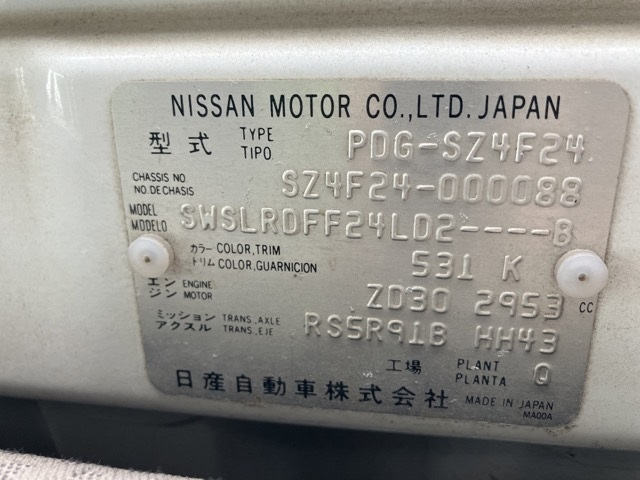 NISSAN MOTOR CO.,LTD. JAPAN
型式 TYPE TIPO PDG-SZ4F24
CHASSIS NO NO.DE CHASIS SZ4F24-000088
MODEL MODELO SWSLRDFF24LD2----B
カラー COLOR,TRIM トリム COLOR,GUARNICION 531 K
エンジン ENGINE MOTOR ZD30 2953 CC
ミッション TRANS.AXLE アクスル TRANS.EJE RS5R91B HH43
工場 PLANT PLANTA Q
日産自動車株式会社 MADE IN JAPAN
MA00A